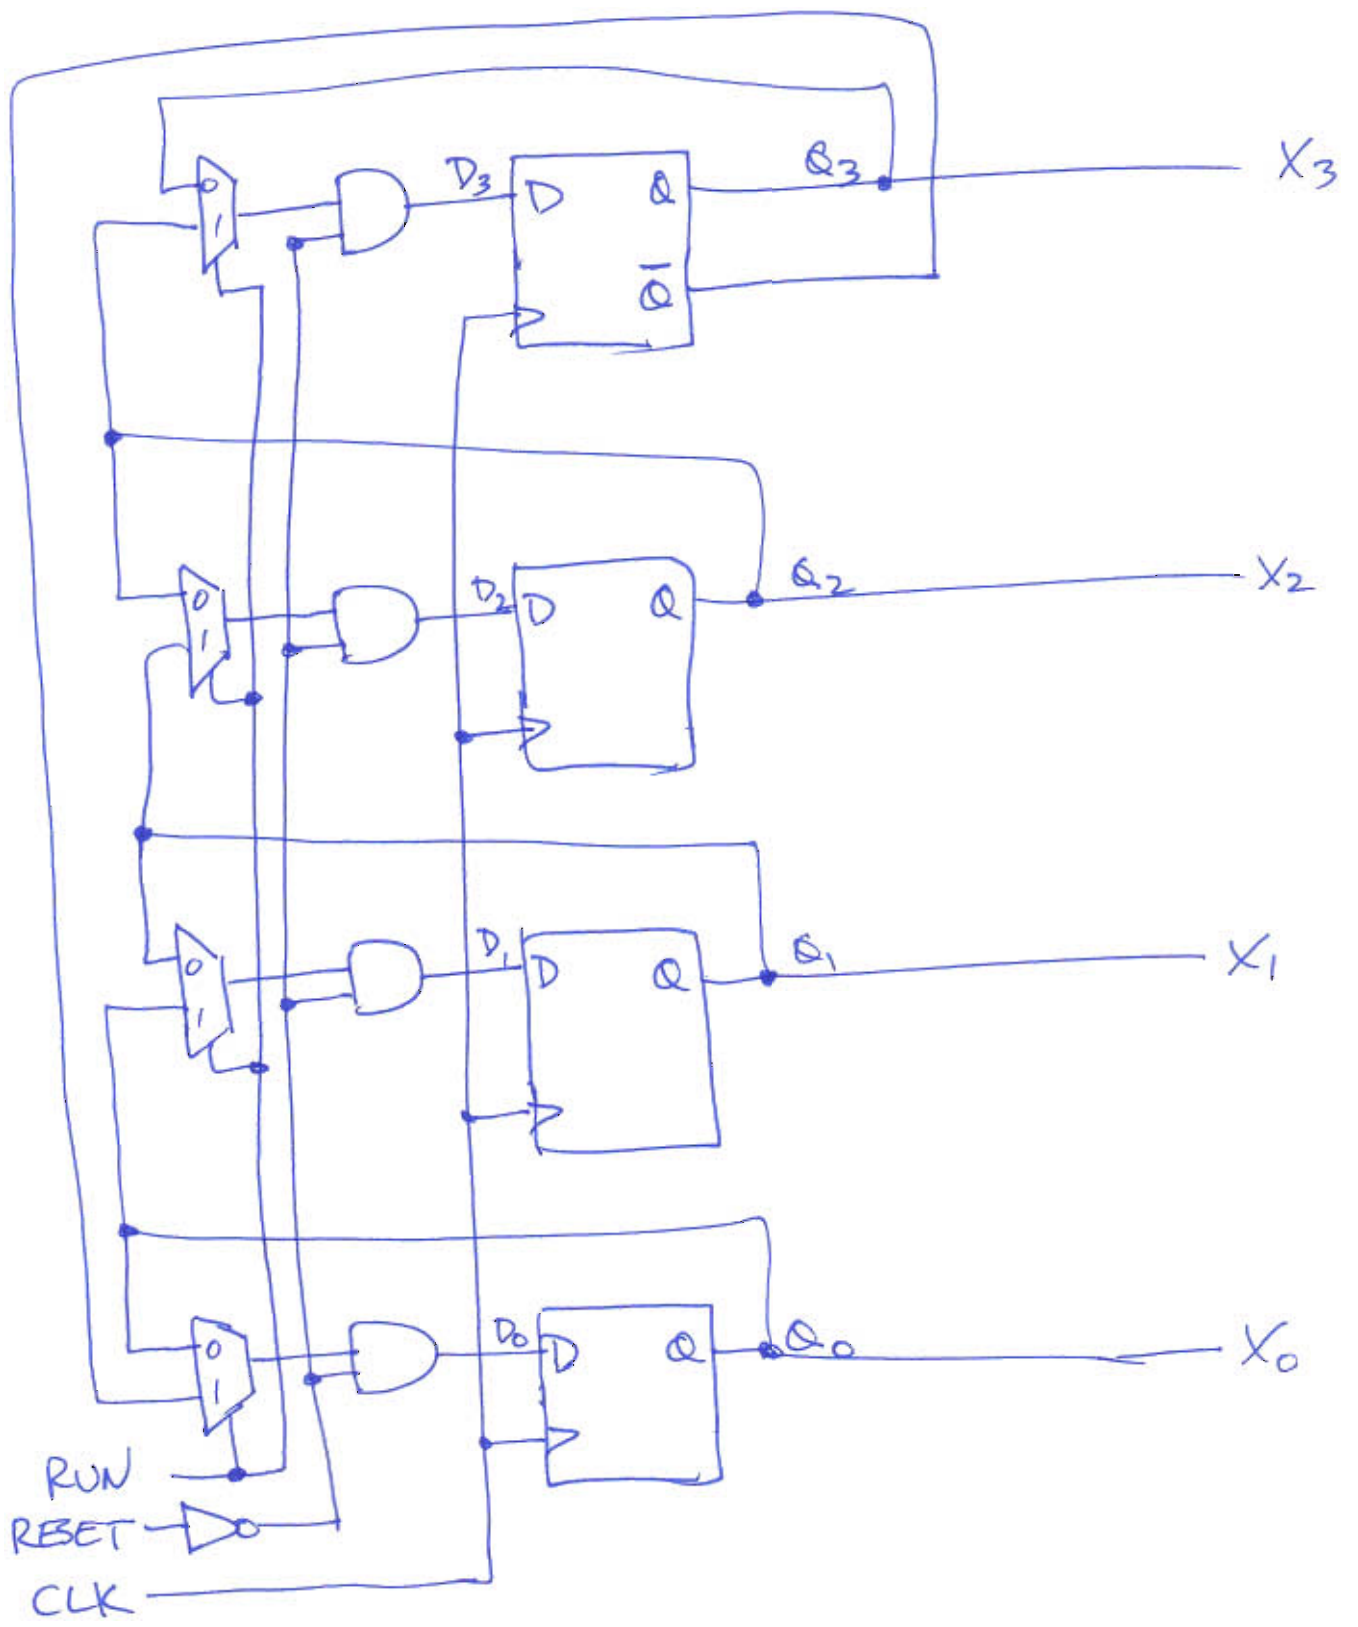 Q3 X3
0 D3 D Q
1
Q̅
Q2 X2
0 D2 D Q
1
Q1 X1
D1
0 D Q
1
D0 Q0 X0
0 D Q
1
RUN
RESET
CLK